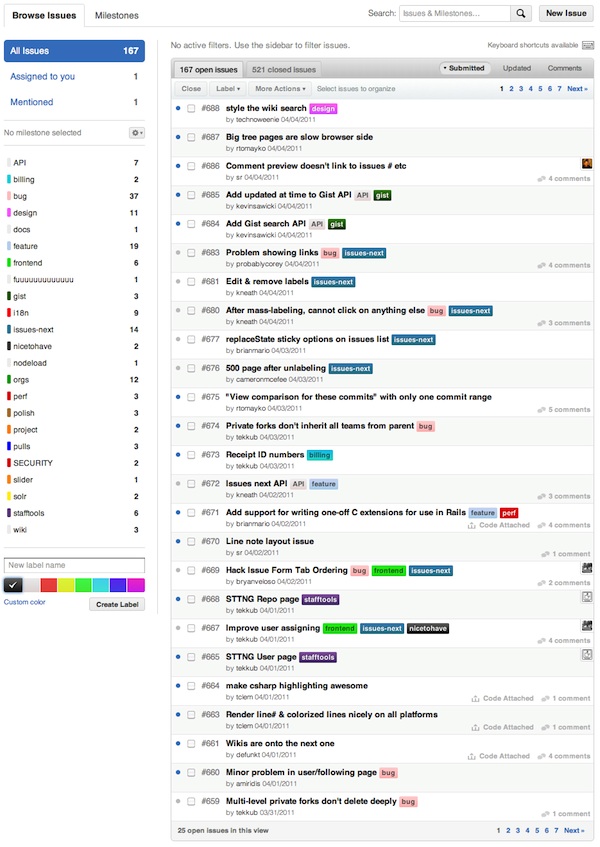 Browse Issues Milestones Search: Issues & Milestones... New Issue
All Issues 167
Assigned to you 1
Mentioned 1
No milestone selected
API 7
billing 2
bug 37
design 11
docs 1
feature 19
frontend 6
fuuuuuuuuuuuuu 1
gist 3
i18n 9
issues-next 14
nicetohave 2
nodeload 1
orgs 12
perf 3
polish 3
project 2
pulls 3
SECURITY 2
slider 1
solr 2
stafftools 6
wiki 3
New label name
Custom color Create Label
No active filters. Use the sidebar to filter issues. Keyboard shortcuts available
167 open issues 521 closed issues Submitted Updated Comments
Close Label More Actions Select issues to organize 1 2 3 4 5 6 7 Next »
#688 style the wiki search design
by technoweenie 04/04/2011
#687 Big tree pages are slow browser side
by rtomayko 04/04/2011
#686 Comment preview doesn't link to issues # etc
by sr 04/04/2011 4 comments
#685 Add updated at time to Gist API API gist
by kevinsawicki 04/04/2011
#684 Add Gist search API API gist
by kevinsawicki 04/04/2011
#683 Problem showing links bug issues-next
by probablycorey 04/04/2011 4 comments
#681 Edit & remove labels issues-next
by kneath 04/04/2011
#680 After mass-labeling, cannot click on anything else bug issues-next
by kneath 04/04/2011 3 comments
#677 replaceState sticky options on issues list issues-next
by brianmario 04/03/2011
#676 500 page after unlabeling issues-next
by cameronmcefee 04/03/2011
#675 "View comparison for these commits" with only one commit range
by rtomayko 04/03/2011 5 comments
#674 Private forks don't inherit all teams from parent bug
by tekkub 04/03/2011
#673 Receipt ID numbers billing
by tekkub 04/03/2011
#672 Issues next API API feature
by kneath 04/02/2011 3 comments
#671 Add support for writing one-off C extensions for use in Rails feature perf
by brianmario 04/02/2011 Code Attached 4 comments
#670 Line note layout issue
by sr 04/02/2011 1 comment
#669 Hack Issue Form Tab Ordering bug frontend issues-next
by bryanveloso 04/02/2011 2 comments
#668 STTNG Repo page stafftools
by tekkub 04/01/2011
#667 Improve user assigning frontend issues-next nicetohave
by tekkub 04/01/2011 4 comments
#665 STTNG User page stafftools
by tekkub 04/01/2011
#664 make csharp highlighting awesome
by tclem 04/01/2011 Code Attached 1 comment
#663 Render line# & colorized lines nicely on all platforms
by tclem 04/01/2011 Code Attached 1 comment
#661 Wikis are onto the next one
by defunkt 04/01/2011 Code Attached 4 comments
#660 Minor problem in user/following page bug
by amiridis 04/01/2011
#659 Multi-level private forks don't delete deeply bug
by tekkub 03/31/2011 1 comment
25 open issues in this view 1 2 3 4 5 6 7 Next »